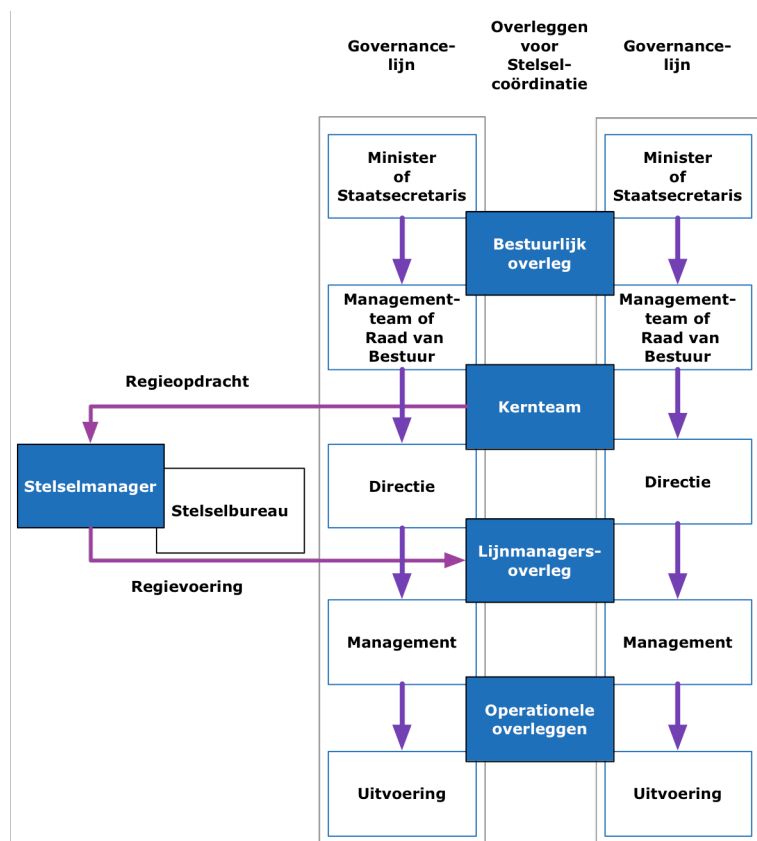 Governance-
lijn
Overleggen
voor
Stelsel-
coördinatie
Governance-
lijn
Minister
of
Staatsecretaris
Minister
of
Staatsecretaris
Bestuurlijk
overleg
Management-
team of
Raad van
Bestuur
Management-
team of
Raad van
Bestuur
Regieopdracht
Kernteam
Stelselmanager
Stelselbureau
Directie
Directie
Lijnmanagers-
overleg
Regievoering
Management
Management
Operationele
overleggen
Uitvoering
Uitvoering